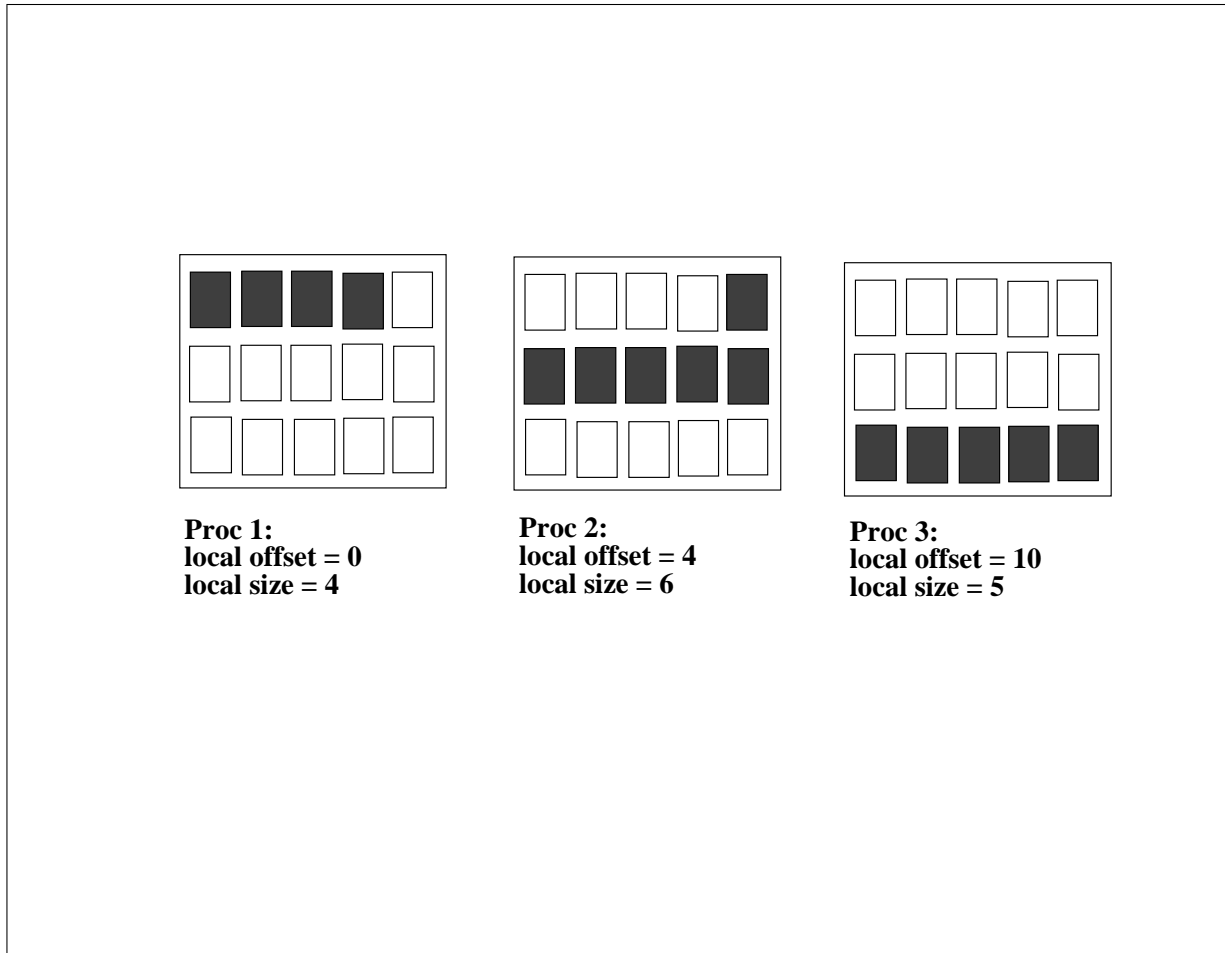 Proc 1:
local offset = 0
local size = 4
Proc 2:
local offset = 4
local size = 6
Proc 3:
local offset = 10
local size = 5